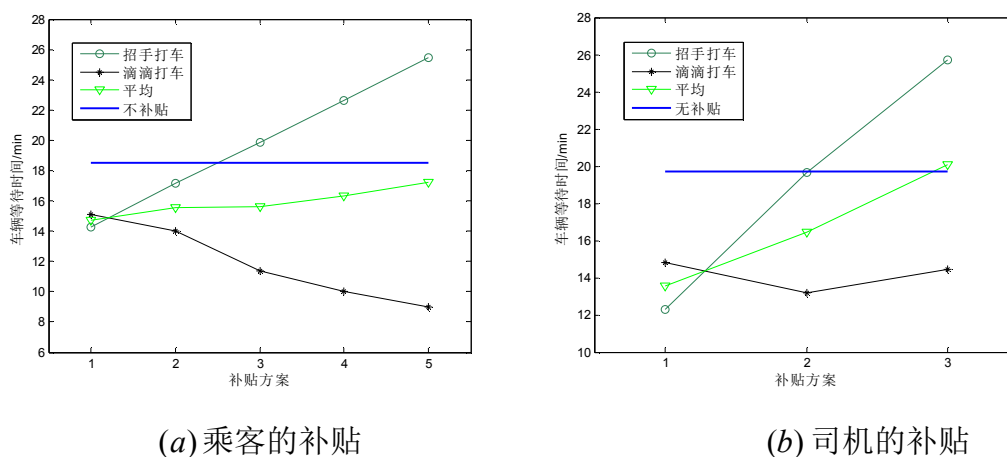 28
26
24
22
20
18
16
14
12
10
8
6
车辆等待时间/min
招手打车
滴滴打车
平均
不补贴
1 2 3 4 5
补贴方案
(a) 乘客的补贴
28
26
24
22
20
18
16
14
12
10
车辆等待时间/min
招手打车
滴滴打车
平均
无补贴
1 2 3
补贴方案
(b) 司机的补贴